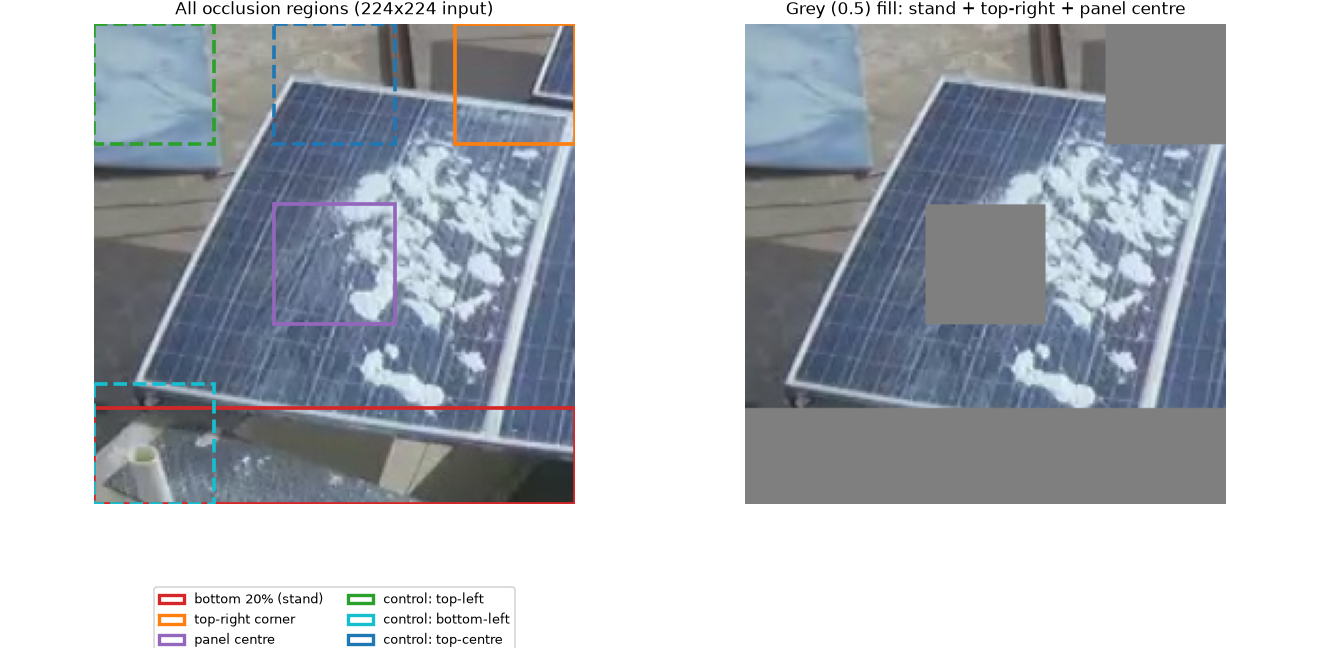 All occlusion regions (224x224 input)
Grey (0.5) fill: stand + top-right + panel centre
bottom 20% (stand)
top-right corner
panel centre
control: top-left
control: bottom-left
control: top-centre